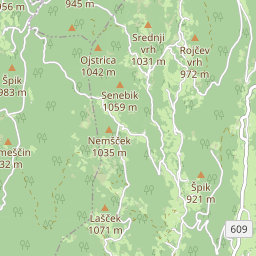 956 m
945 m
Srednji
vrh
1031 m
Rojčev
vrh
972 m
Ojstrica
1042 m
Špik
983 m
Senebik
1059 m
Nemšček
1035 m
Špik
921 m
Lašček
1071 m
609